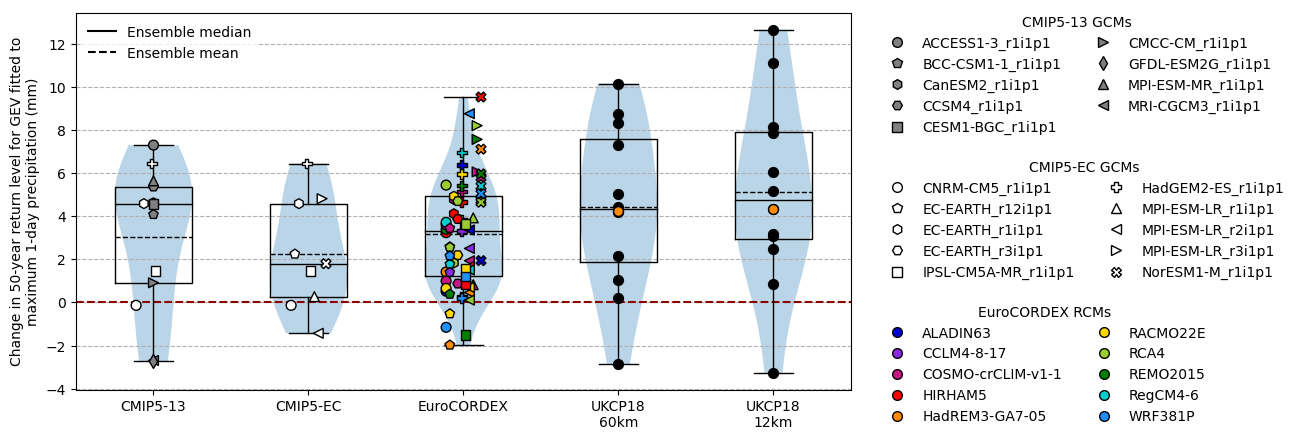 Change in 50-year return level for GEV fitted to
maximum 1-day precipitation (mm)
12
10
8
6
4
2
0
−2
−4
Ensemble median
Ensemble mean
CMIP5-13
CMIP5-EC
EuroCORDEX
UKCP18
60km
UKCP18
12km
CMIP5-13 GCMs
ACCESS1-3_r1i1p1
BCC-CSM1-1_r1i1p1
CanESM2_r1i1p1
CCSM4_r1i1p1
CESM1-BGC_r1i1p1
CMCC-CM_r1i1p1
GFDL-ESM2G_r1i1p1
MPI-ESM-MR_r1i1p1
MRI-CGCM3_r1i1p1
CMIP5-EC GCMs
CNRM-CM5_r1i1p1
EC-EARTH_r12i1p1
EC-EARTH_r1i1p1
EC-EARTH_r3i1p1
IPSL-CM5A-MR_r1i1p1
HadGEM2-ES_r1i1p1
MPI-ESM-LR_r1i1p1
MPI-ESM-LR_r2i1p1
MPI-ESM-LR_r3i1p1
NorESM1-M_r1i1p1
EuroCORDEX RCMs
ALADIN63
CCLM4-8-17
COSMO-crCLIM-v1-1
HIRHAM5
HadREM3-GA7-05
RACMO22E
RCA4
REMO2015
RegCM4-6
WRF381P